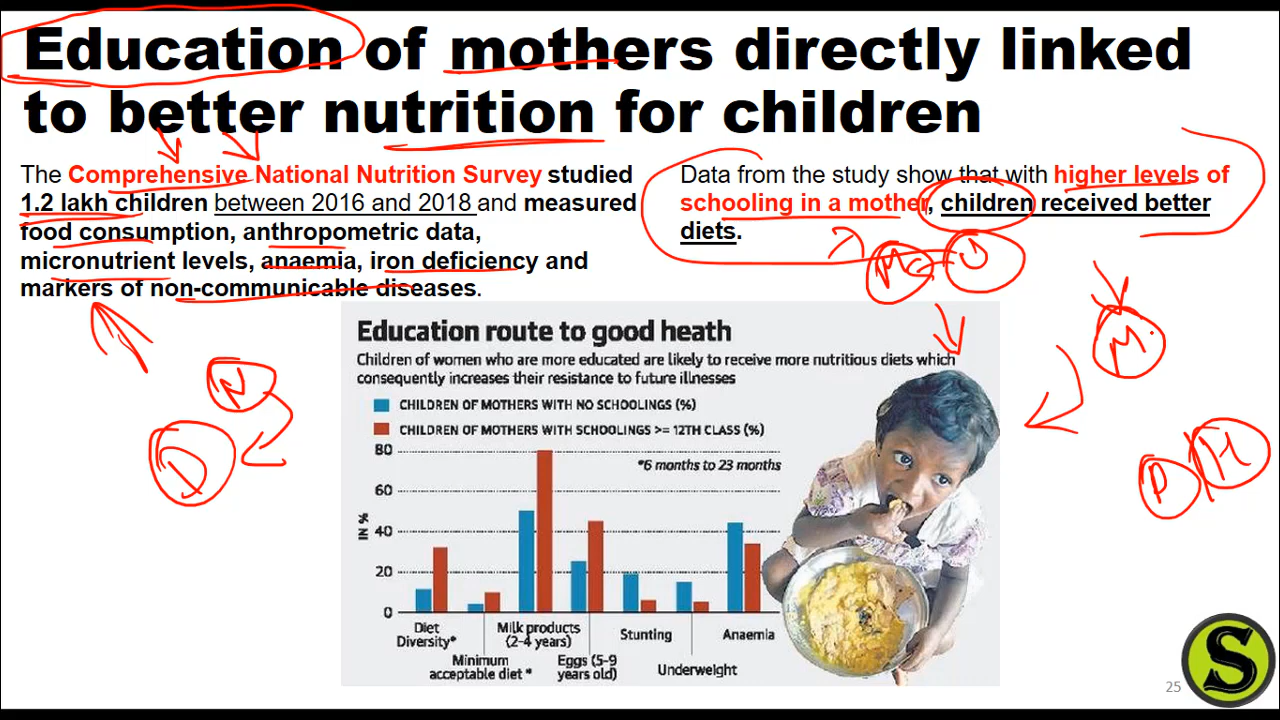 Education of mothers directly linked
to better nutrition for children
The Comprehensive National Nutrition Survey studied
1.2 lakh children between 2016 and 2018 and measured
food consumption, anthropometric data,
micronutrient levels, anaemia, iron deficiency and
markers of non-communicable diseases.
Data from the study show that with higher levels of
schooling in a mother, children received better
diets.
N
D
M
P
H
Education route to good heath
Children of women who are more educated are likely to receive more nutritious diets which
consequently increases their resistance to future illnesses
CHILDREN OF MOTHERS WITH NO SCHOOLINGS (%)
CHILDREN OF MOTHERS WITH SCHOOLINGS >= 12TH CLASS (%)
*6 months to 23 months
IN %
80
60
40
20
0
Diet
Diversity*
Minimum
acceptable diet *
Milk products
(2-4 years)
Eggs (5-9
years old)
Stunting
Underweight
Anaemia
25
S